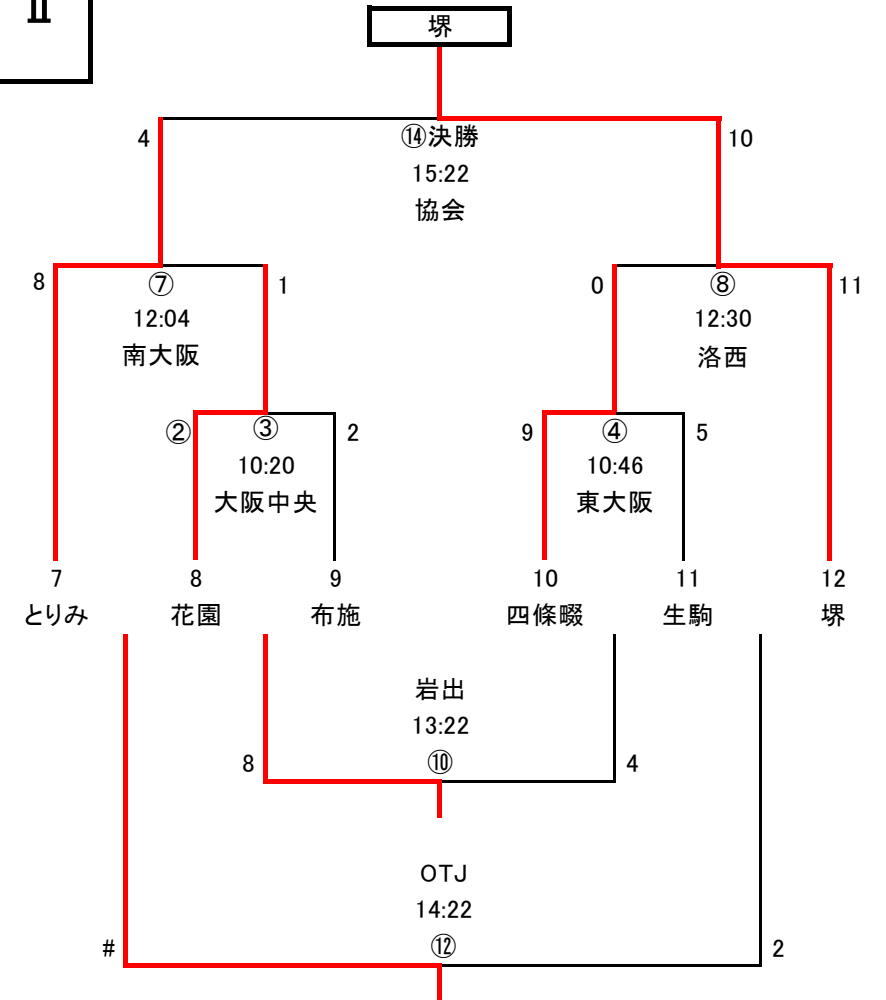 Ⅱ
堺
4 ⑭決勝 10
15:22
協会
8 ⑦ 1 0 ⑧ 11
12:04 12:30
南大阪 洛西
② ③ 2 9 ④ 5
10:20 10:46
大阪中央 東大阪
7 8 9 10 11 12
とりみ 花園 布施 四條畷 生駒 堺
岩出
13:22
8 ⑩ 4
OTJ
14:22
# ⑫ 2